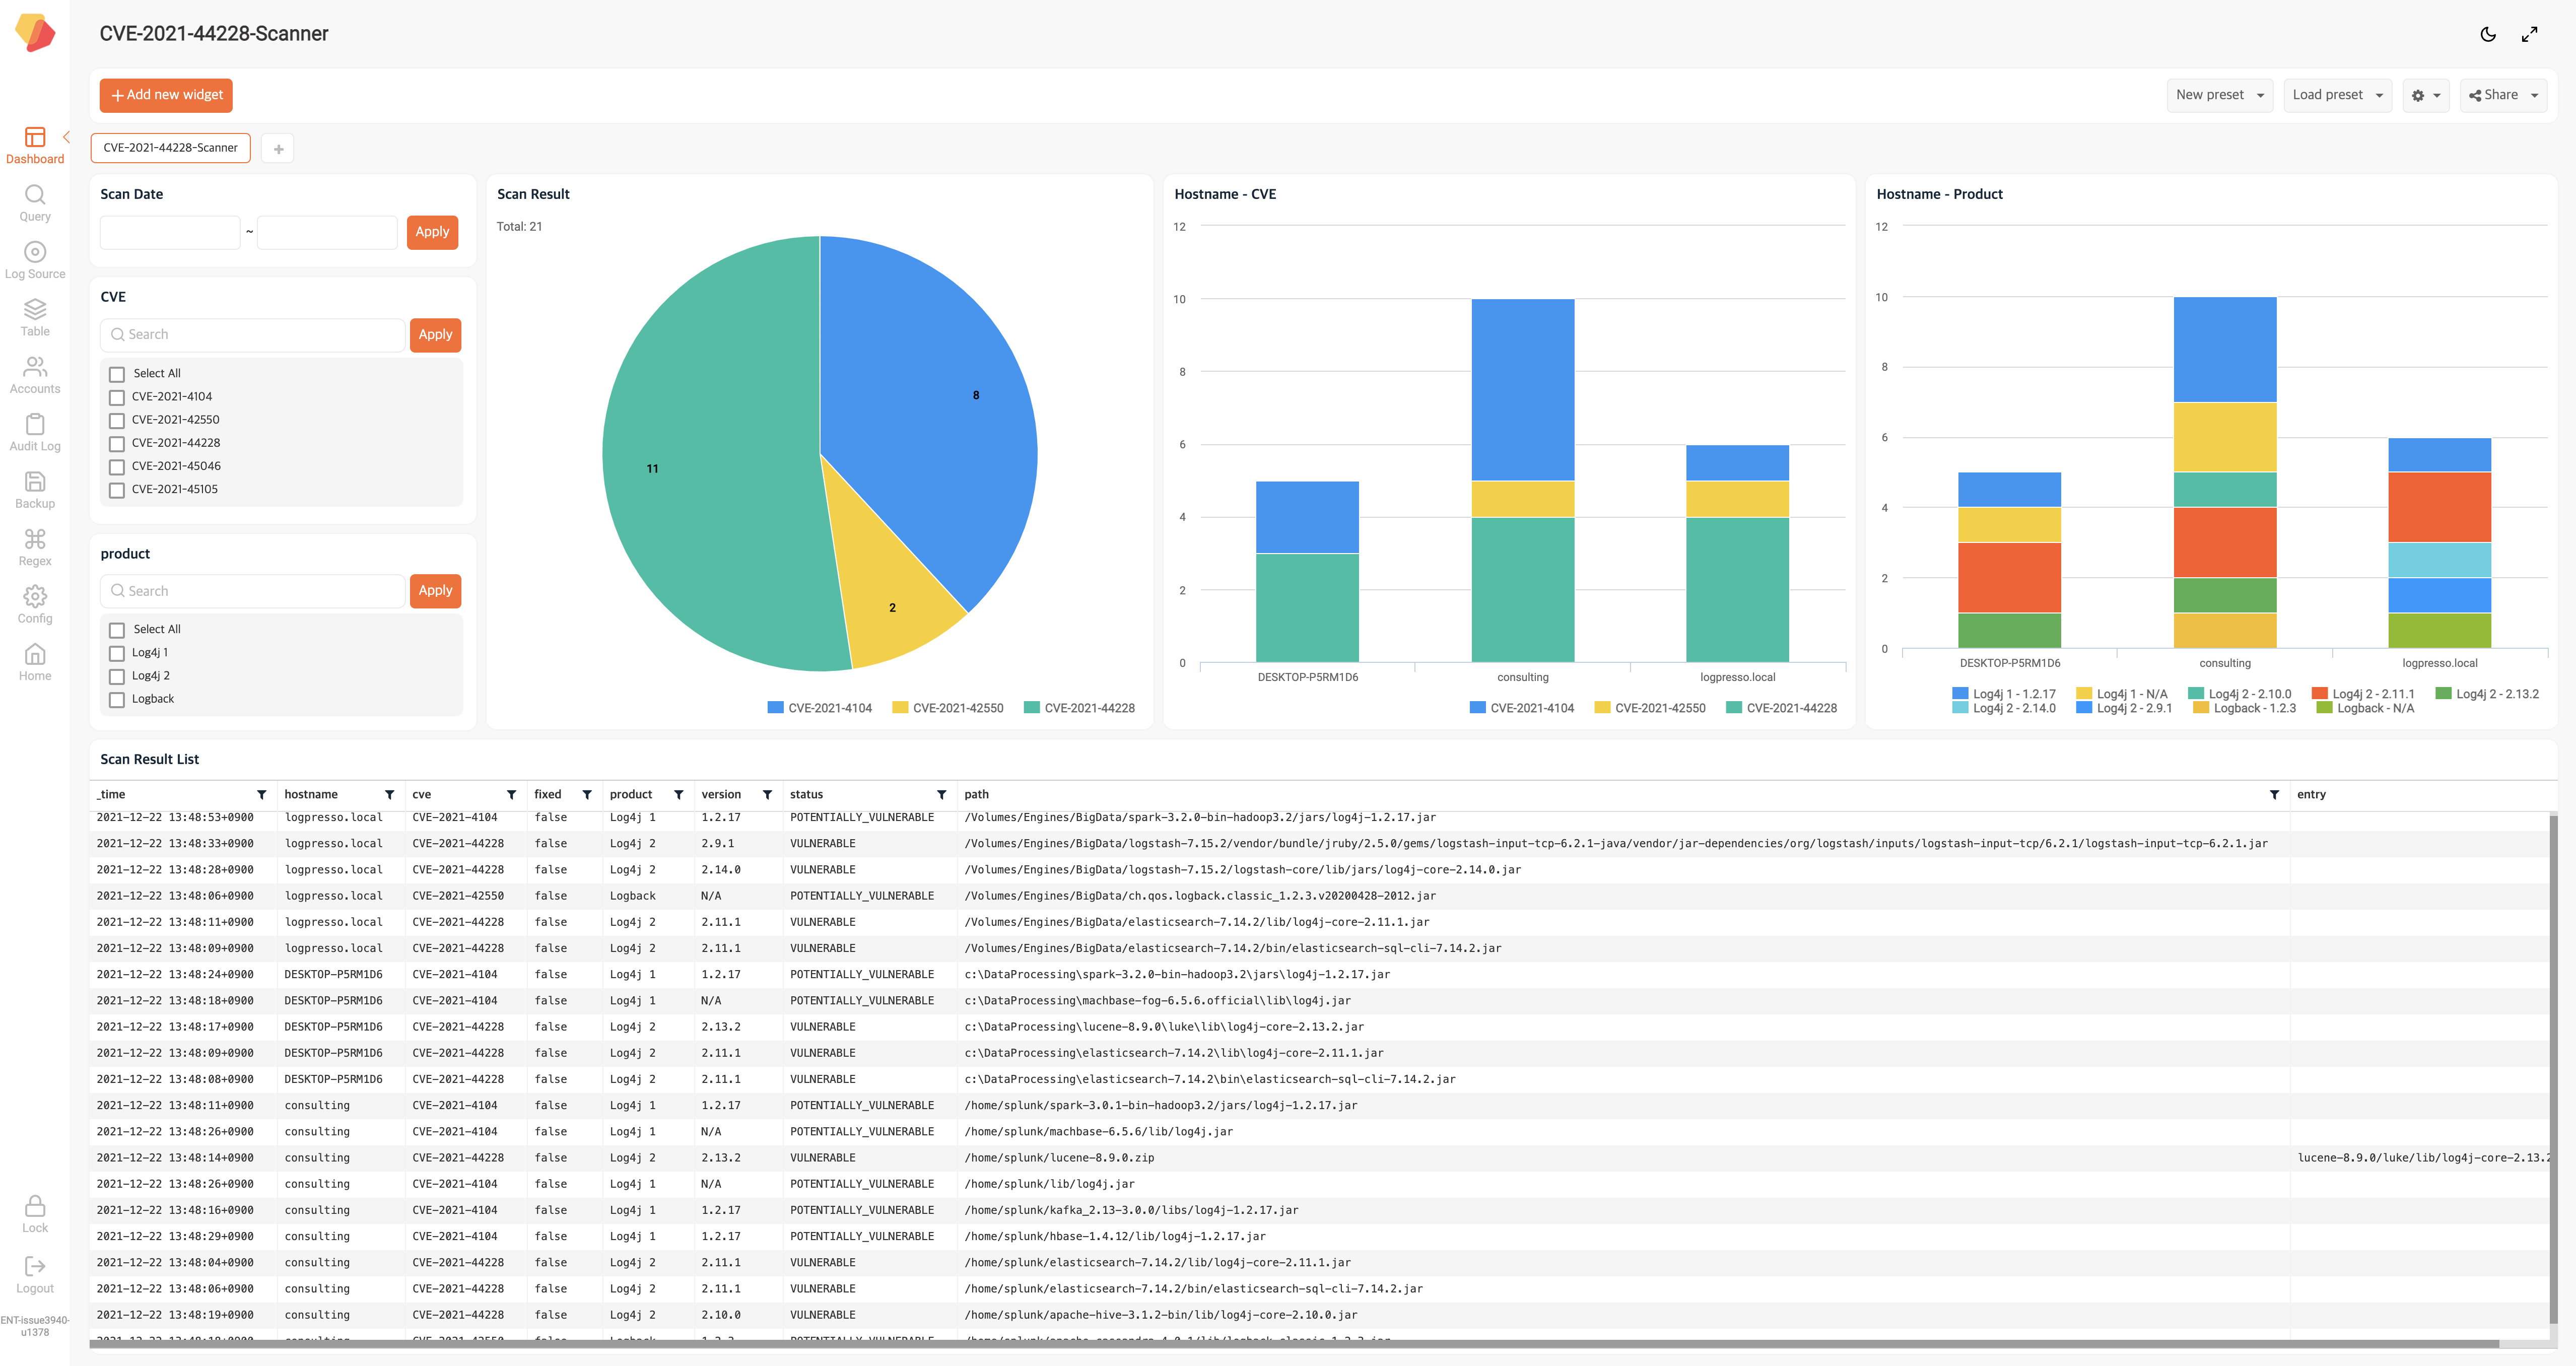 CVE-2021-44228-Scanner
Add new widget
New preset
Load preset
Share
CVE-2021-44228-Scanner
Dashboard
Query
Log Source
Table
Accounts
Audit Log
Backup
Regex
Config
Home
Lock
Logout
ENT-issue3940-
u1378
Scan Date
~
Apply
CVE
Search
Apply
Select All
CVE-2021-4104
CVE-2021-42550
CVE-2021-44228
CVE-2021-45046
CVE-2021-45105
product
Search
Apply
Select All
Log4j 1
Log4j 2
Logback
Scan Result
Total: 21
8
11
2
CVE-2021-4104 CVE-2021-42550 CVE-2021-44228
Hostname - CVE
12
10
8
6
4
2
0
DESKTOP-P5RM1D6 consulting logpresso.local
CVE-2021-4104 CVE-2021-42550 CVE-2021-44228
Hostname - Product
12
10
8
6
4
2
0
DESKTOP-P5RM1D6 consulting logpresso.local
Log4j 1 - 1.2.17 Log4j 1 - N/A Log4j 2 - 2.10.0 Log4j 2 - 2.11.1 Log4j 2 - 2.13.2
Log4j 2 - 2.14.0 Log4j 2 - 2.9.1 Logback - 1.2.3 Logback - N/A
Scan Result List
_time hostname cve fixed product version status path entry
2021-12-22 13:48:53+0900 logpresso.local CVE-2021-4104 false Log4j 1 1.2.17 POTENTIALLY_VULNERABLE /Volumes/Engines/BigData/spark-3.2.0-bin-hadoop3.2/jars/log4j-1.2.17.jar
2021-12-22 13:48:33+0900 logpresso.local CVE-2021-44228 false Log4j 2 2.9.1 VULNERABLE /Volumes/Engines/BigData/logstash-7.15.2/vendor/bundle/jruby/2.5.0/gems/logstash-input-tcp-6.2.1-java/vendor/jar-dependencies/org/logstash/inputs/logstash-input-tcp/6.2.1/logstash-input-tcp-6.2.1.jar
2021-12-22 13:48:28+0900 logpresso.local CVE-2021-44228 false Log4j 2 2.14.0 VULNERABLE /Volumes/Engines/BigData/logstash-7.15.2/logstash-core/lib/jars/log4j-core-2.14.0.jar
2021-12-22 13:48:06+0900 logpresso.local CVE-2021-42550 false Logback N/A POTENTIALLY_VULNERABLE /Volumes/Engines/BigData/ch.qos.logback.classic_1.2.3.v20200428-2012.jar
2021-12-22 13:48:11+0900 logpresso.local CVE-2021-44228 false Log4j 2 2.11.1 VULNERABLE /Volumes/Engines/BigData/elasticsearch-7.14.2/lib/log4j-core-2.11.1.jar
2021-12-22 13:48:09+0900 logpresso.local CVE-2021-44228 false Log4j 2 2.11.1 VULNERABLE /Volumes/Engines/BigData/elasticsearch-7.14.2/bin/elasticsearch-sql-cli-7.14.2.jar
2021-12-22 13:48:24+0900 DESKTOP-P5RM1D6 CVE-2021-4104 false Log4j 1 1.2.17 POTENTIALLY_VULNERABLE c:\DataProcessing\spark-3.2.0-bin-hadoop3.2\jars\log4j-1.2.17.jar
2021-12-22 13:48:18+0900 DESKTOP-P5RM1D6 CVE-2021-4104 false Log4j 1 N/A POTENTIALLY_VULNERABLE c:\DataProcessing\machbase-fog-6.5.6.official\lib\log4j.jar
2021-12-22 13:48:17+0900 DESKTOP-P5RM1D6 CVE-2021-44228 false Log4j 2 2.13.2 VULNERABLE c:\DataProcessing\lucene-8.9.0\luke\lib\log4j-core-2.13.2.jar
2021-12-22 13:48:09+0900 DESKTOP-P5RM1D6 CVE-2021-44228 false Log4j 2 2.11.1 VULNERABLE c:\DataProcessing\elasticsearch-7.14.2\lib\log4j-core-2.11.1.jar
2021-12-22 13:48:08+0900 DESKTOP-P5RM1D6 CVE-2021-44228 false Log4j 2 2.11.1 VULNERABLE c:\DataProcessing\elasticsearch-7.14.2\bin\elasticsearch-sql-cli-7.14.2.jar
2021-12-22 13:48:11+0900 consulting CVE-2021-4104 false Log4j 1 1.2.17 POTENTIALLY_VULNERABLE /home/splunk/spark-3.0.1-bin-hadoop3.2/jars/log4j-1.2.17.jar
2021-12-22 13:48:26+0900 consulting CVE-2021-4104 false Log4j 1 N/A POTENTIALLY_VULNERABLE /home/splunk/machbase-6.5.6/lib/log4j.jar
2021-12-22 13:48:14+0900 consulting CVE-2021-44228 false Log4j 2 2.13.2 VULNERABLE /home/splunk/lucene-8.9.0.zip lucene-8.9.0/luke/lib/log4j-core-2.13.2
2021-12-22 13:48:26+0900 consulting CVE-2021-4104 false Log4j 1 N/A POTENTIALLY_VULNERABLE /home/splunk/lib/log4j.jar
2021-12-22 13:48:16+0900 consulting CVE-2021-4104 false Log4j 1 1.2.17 POTENTIALLY_VULNERABLE /home/splunk/kafka_2.13-3.0.0/libs/log4j-1.2.17.jar
2021-12-22 13:48:29+0900 consulting CVE-2021-4104 false Log4j 1 1.2.17 POTENTIALLY_VULNERABLE /home/splunk/hbase-1.4.12/lib/log4j-1.2.17.jar
2021-12-22 13:48:04+0900 consulting CVE-2021-44228 false Log4j 2 2.11.1 VULNERABLE /home/splunk/elasticsearch-7.14.2/lib/log4j-core-2.11.1.jar
2021-12-22 13:48:06+0900 consulting CVE-2021-44228 false Log4j 2 2.11.1 VULNERABLE /home/splunk/elasticsearch-7.14.2/bin/elasticsearch-sql-cli-7.14.2.jar
2021-12-22 13:48:19+0900 consulting CVE-2021-44228 false Log4j 2 2.10.0 VULNERABLE /home/splunk/apache-hive-3.1.2-bin/lib/log4j-core-2.10.0.jar